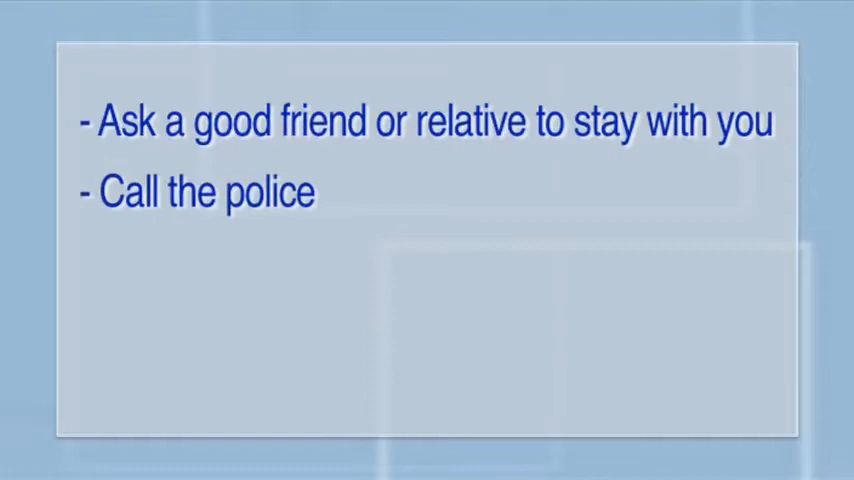 - Ask a good friend or relative to stay with you
- Call the police